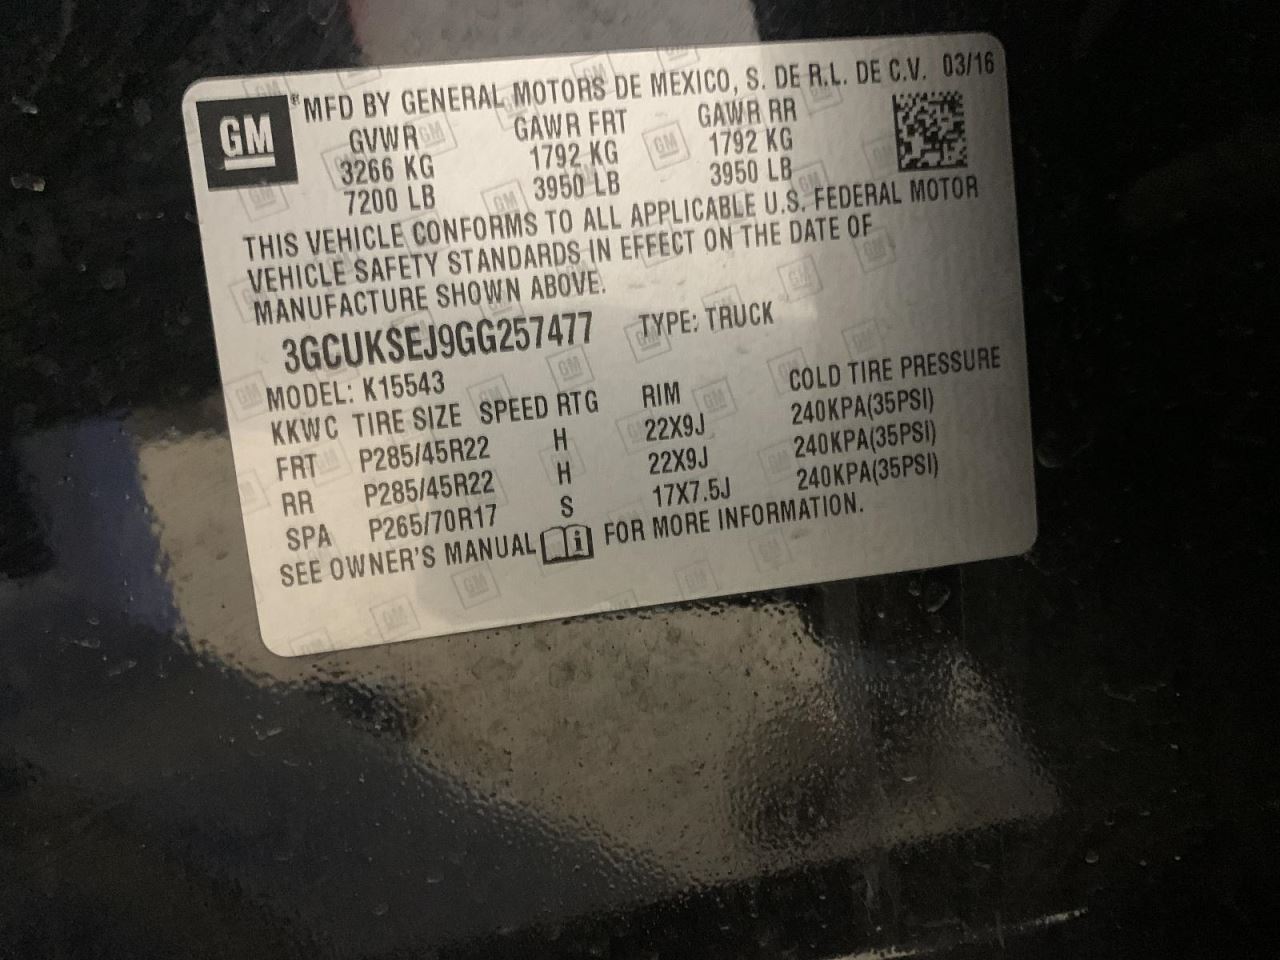 GM
®MFD BY GENERAL MOTORS DE MEXICO, S. DE R.L. DE C.V. 03/16
GVWR GAWR FRT GAWR RR
3266 KG 1792 KG 1792 KG
7200 LB 3950 LB 3950 LB
THIS VEHICLE CONFORMS TO ALL APPLICABLE U.S. FEDERAL MOTOR
VEHICLE SAFETY STANDARDS IN EFFECT ON THE DATE OF
MANUFACTURE SHOWN ABOVE.
3GCUKSEJ9GG257477 TYPE: TRUCK
MODEL: K15543
KKWC TIRE SIZE SPEED RTG RIM COLD TIRE PRESSURE
FRT P285/45R22 H 22X9J 240KPA(35PSI)
RR P285/45R22 H 22X9J 240KPA(35PSI)
SPA P265/70R17 S 17X7.5J 240KPA(35PSI)
SEE OWNER'S MANUAL FOR MORE INFORMATION.